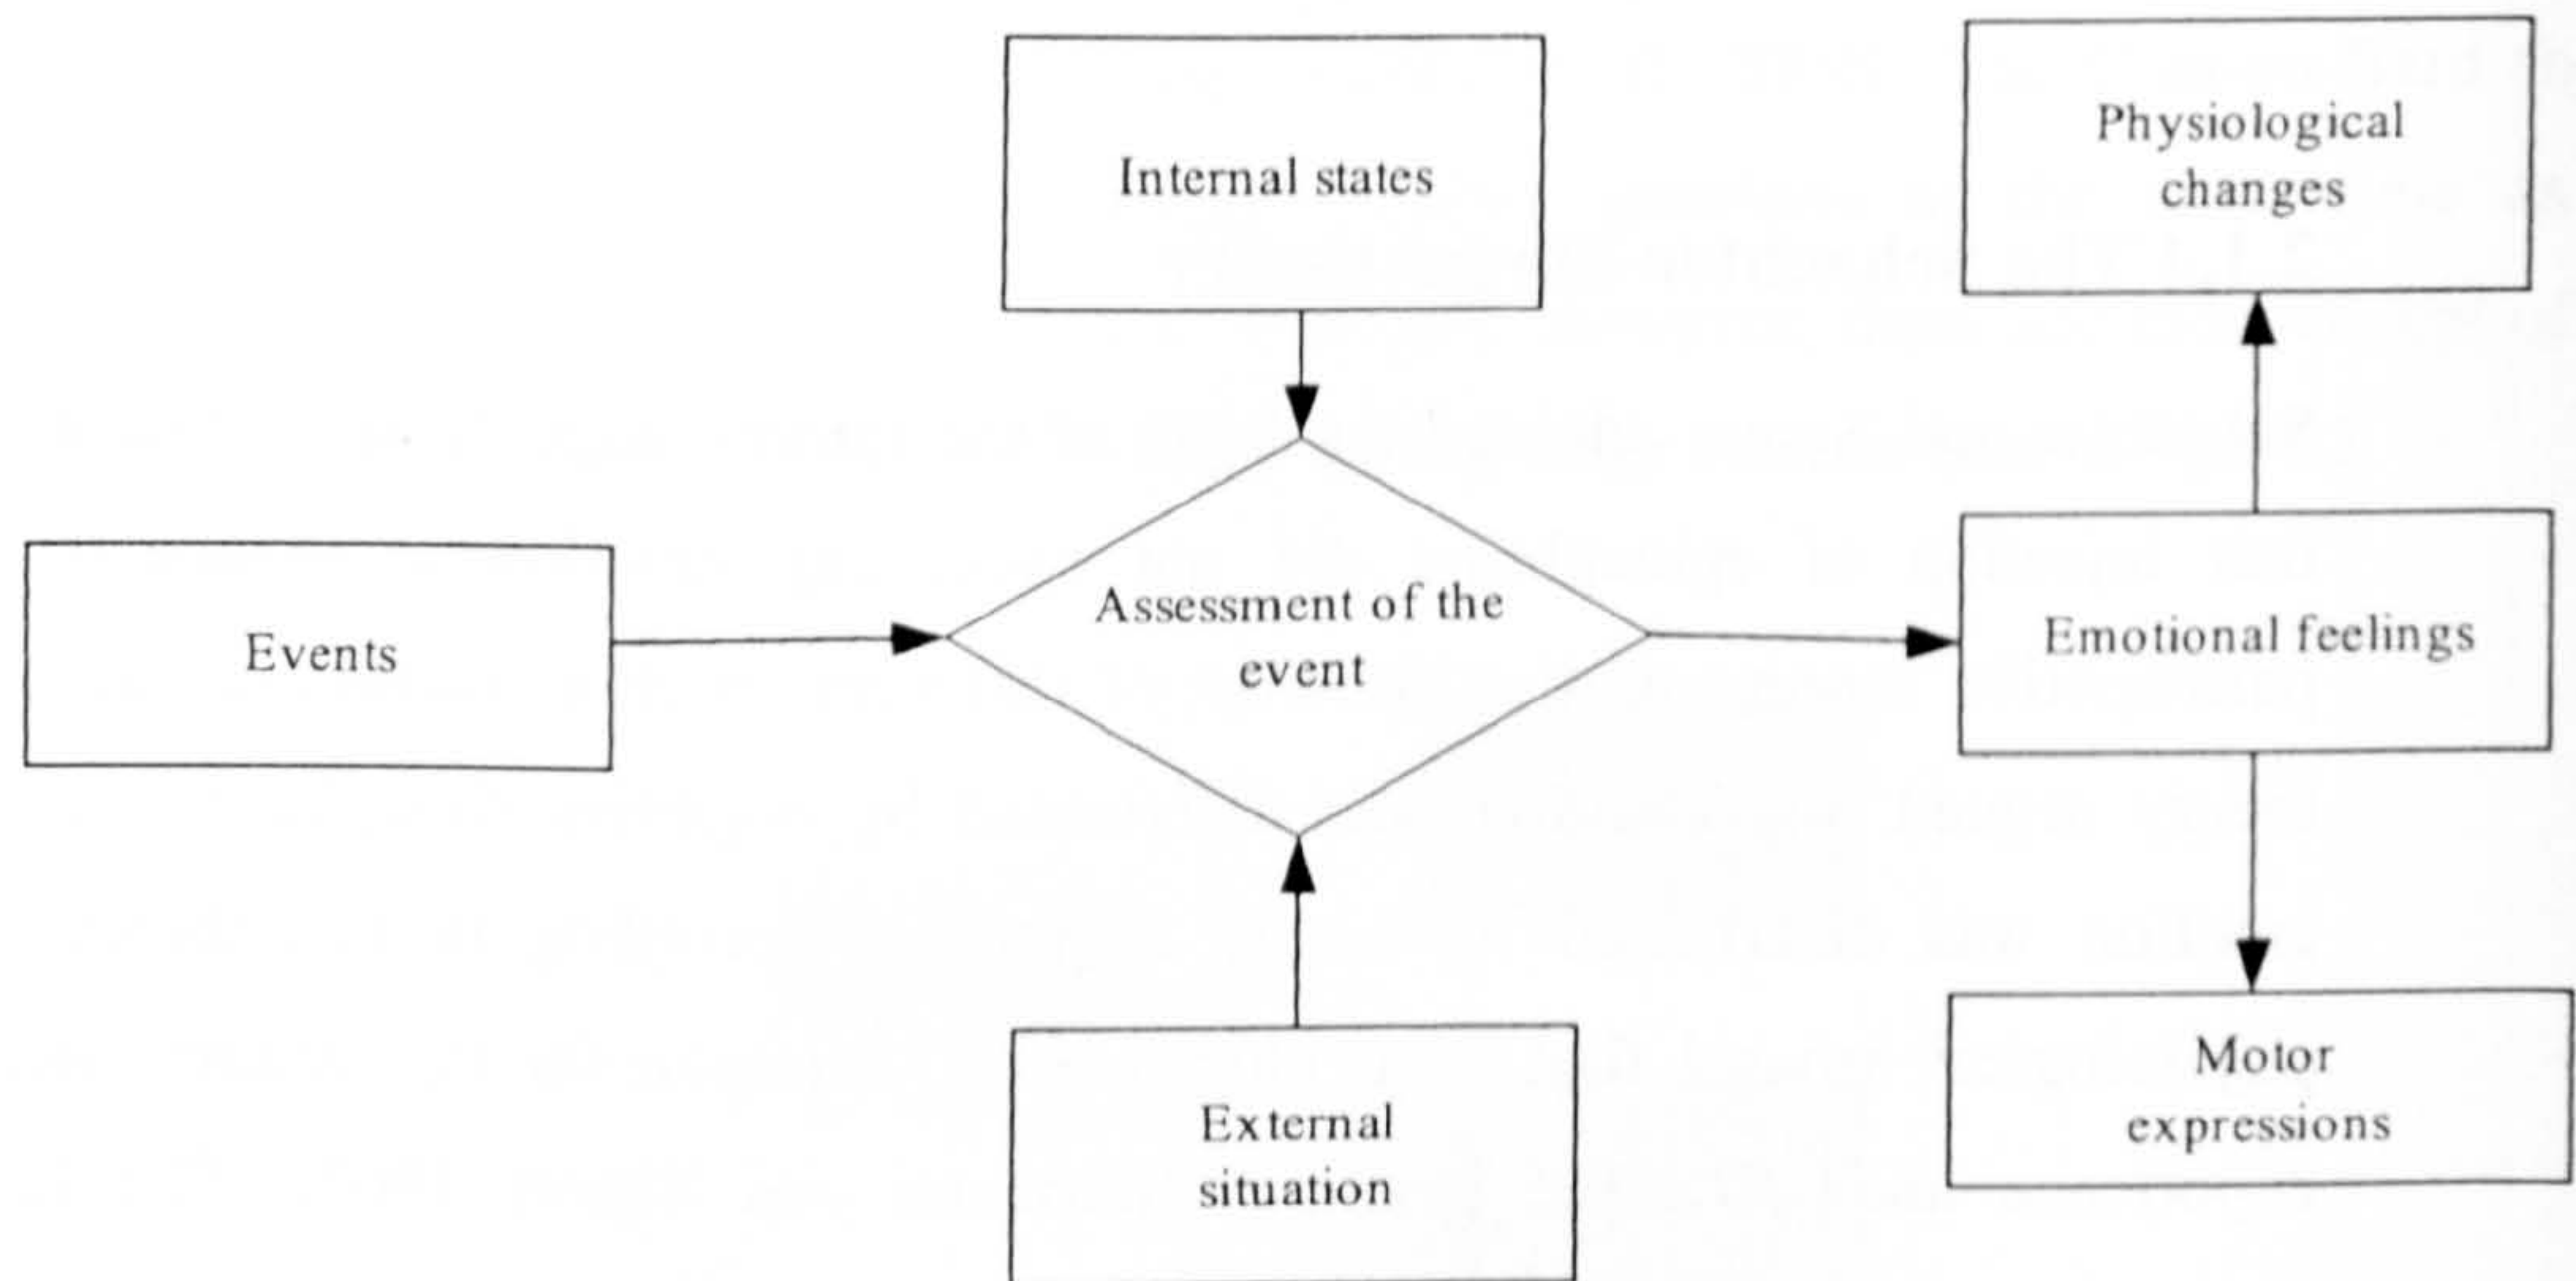 Internal states
Physiological
changes
Events
Assessment of the
event
Emotional feelings
External
situation
Motor
expressions